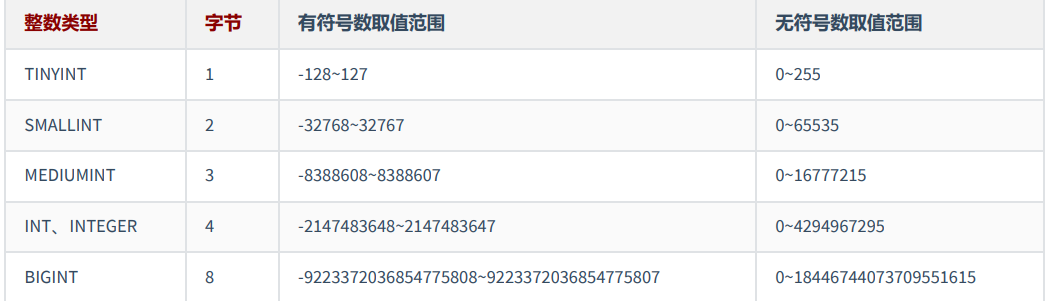 整数类型 字节 有符号数取值范围 无符号数取值范围
TINYINT 1 -128~127 0~255
SMALLINT 2 -32768~32767 0~65535
MEDIUMINT 3 -8388608~8388607 0~16777215
INT、INTEGER 4 -2147483648~2147483647 0~4294967295
BIGINT 8 -9223372036854775808~9223372036854775807 0~18446744073709551615